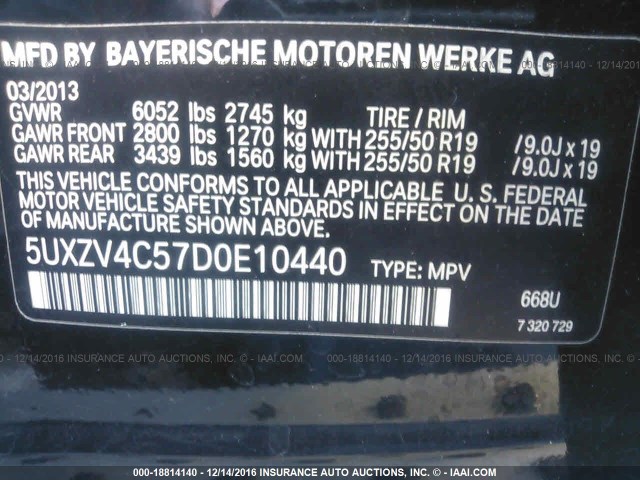 MFD BY BAYERISCHE MOTOREN WERKE AG
03/2013
GVWR 6052 lbs 2745 kg TIRE / RIM
GAWR FRONT 2800 lbs 1270 kg WITH 255/50 R19 /9.0J x 19
GAWR REAR 3439 lbs 1560 kg WITH 255/50 R19 /9.0J x 19
THIS VEHICLE CONFORMS TO ALL APPLICABLE U. S. FEDERAL
MOTOR VEHICLE SAFETY STANDARDS IN EFFECT ON THE DATE
OF MANUFACTURE SHOWN ABOVE.
5UXZV4C57D0E10440 TYPE: MPV
668U
7 320 729
000-18814140 - 12/14/2016 INSURANCE AUTO AUCTIONS, INC. - © IAAI.COM